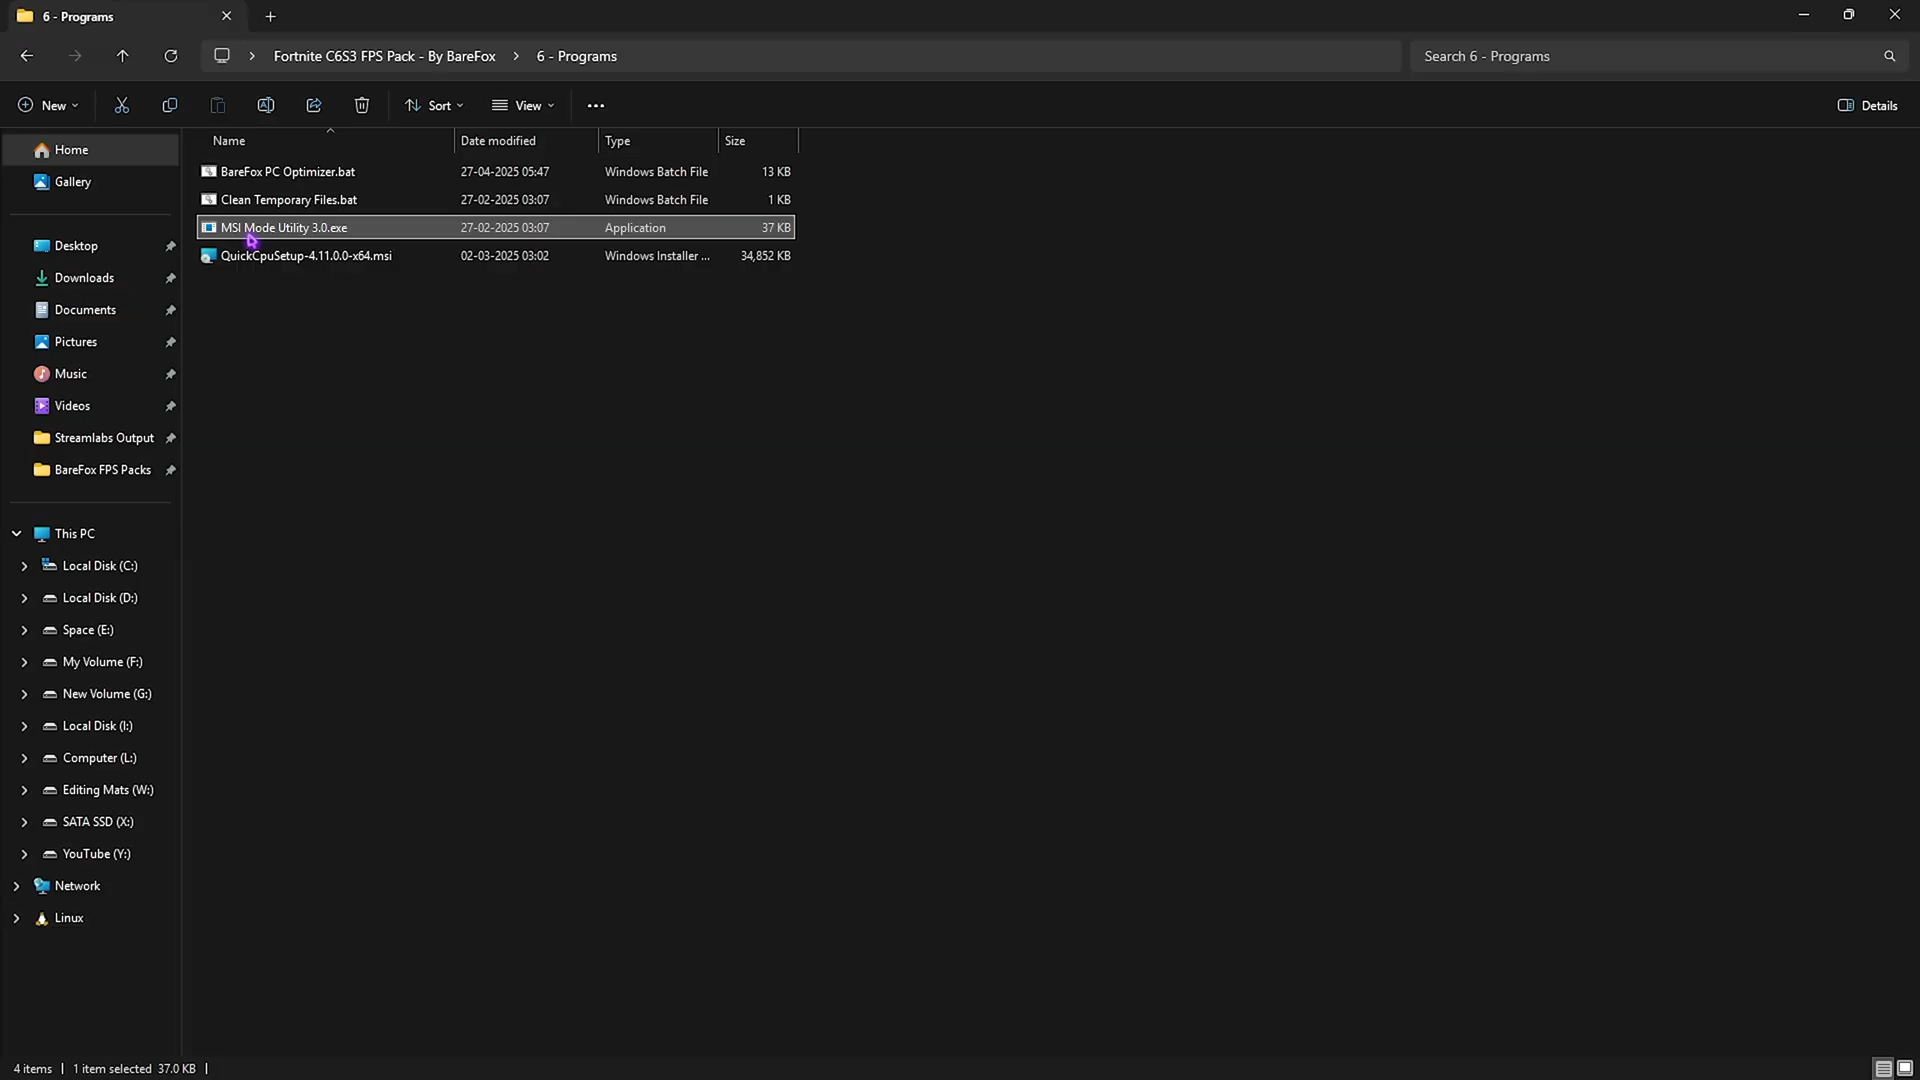 6 - Programs
Fortnite C6S3 FPS Pack - By BareFox > 6 - Programs
Search 6 - Programs
New
Sort
View
Details
Name
Date modified
Type
Size
Home
Gallery
Desktop
Downloads
Documents
Pictures
Music
Videos
Streamlabs Output
BareFox FPS Packs
This PC
Local Disk (C:)
Local Disk (D:)
Space (E:)
My Volume (F:)
New Volume (G:)
Local Disk (I:)
Computer (L:)
Editing Mats (W:)
SATA SSD (X:)
YouTube (Y:)
Network
Linux
BareFox PC Optimizer.bat 27-04-2025 05:47 Windows Batch File 13 KB
Clean Temporary Files.bat 27-02-2025 03:07 Windows Batch File 1 KB
MSI Mode Utility 3.0.exe 27-02-2025 03:07 Application 37 KB
QuickCpuSetup-4.11.0.0-x64.msi 02-03-2025 03:02 Windows Installer ... 34,852 KB
4 items | 1 item selected 37.0 KB |